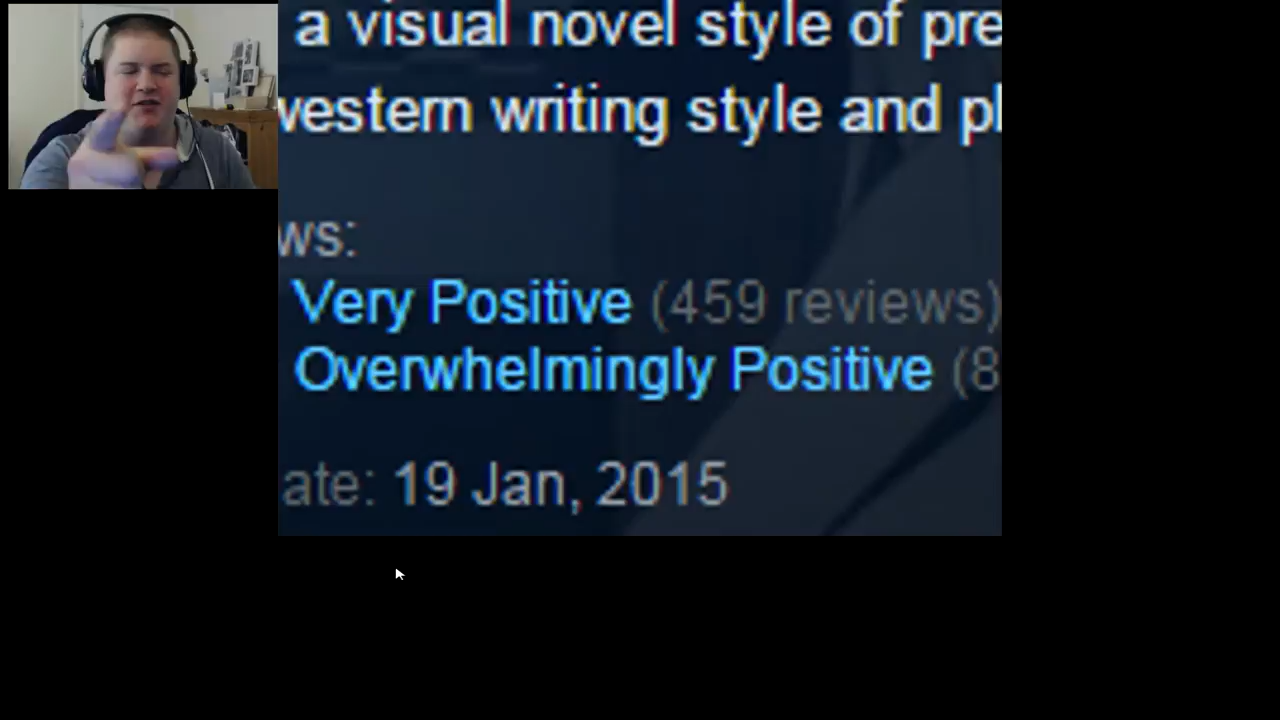 a visual novel style of pre
western writing style and pl
ws:
Very Positive (459 reviews)
Overwhelmingly Positive (8
ate: 19 Jan, 2015